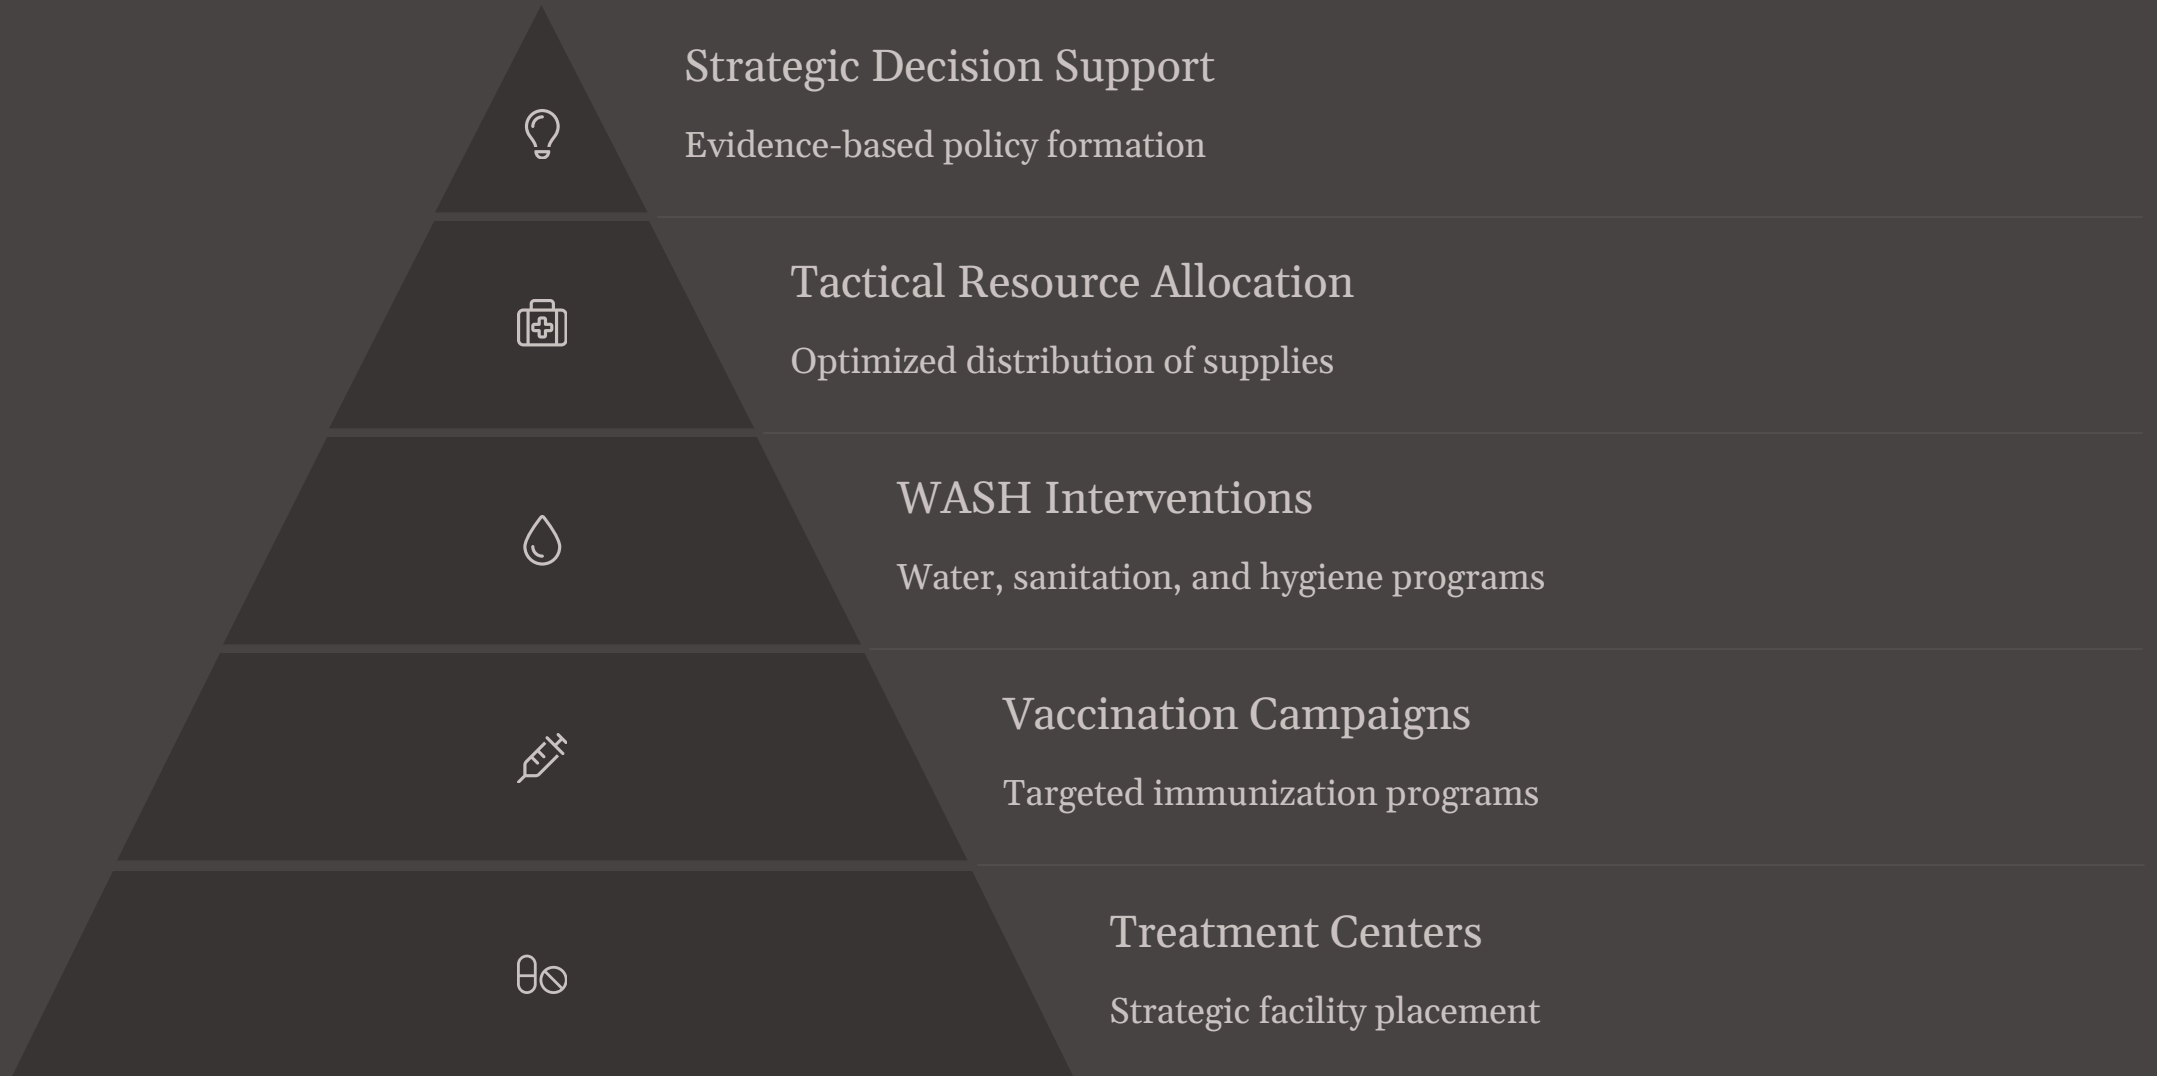 Strategic Decision Support
Evidence-based policy formation
Tactical Resource Allocation
Optimized distribution of supplies
WASH Interventions
Water, sanitation, and hygiene programs
Vaccination Campaigns
Targeted immunization programs
Treatment Centers
Strategic facility placement